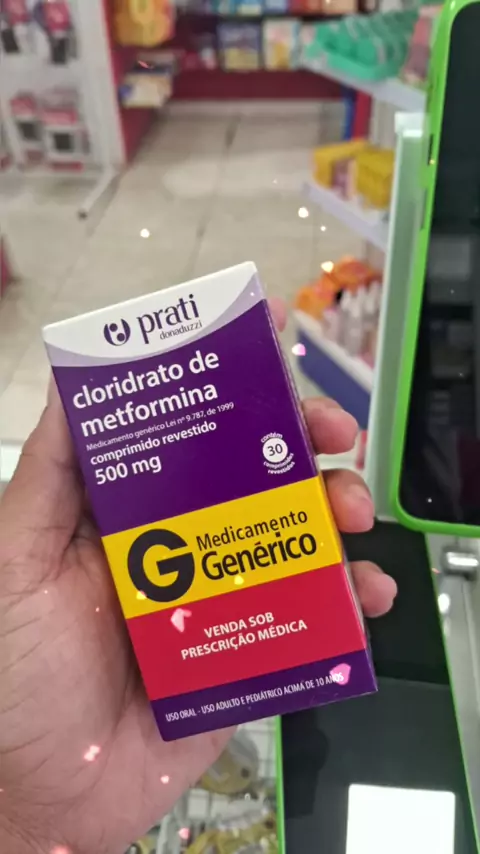 prati
donaduzzi
cloridrato de
metformina
Medicamento genérico Lei nº 9.787, de 1999
comprimido revestido
500 mg
contém
30
comprimidos
revestidos
G Medicamento
Genérico
VENDA SOB
PRESCRIÇÃO MÉDICA
USO ORAL - USO ADULTO E PEDIÁTRICO ACIMA DE 10 ANOS